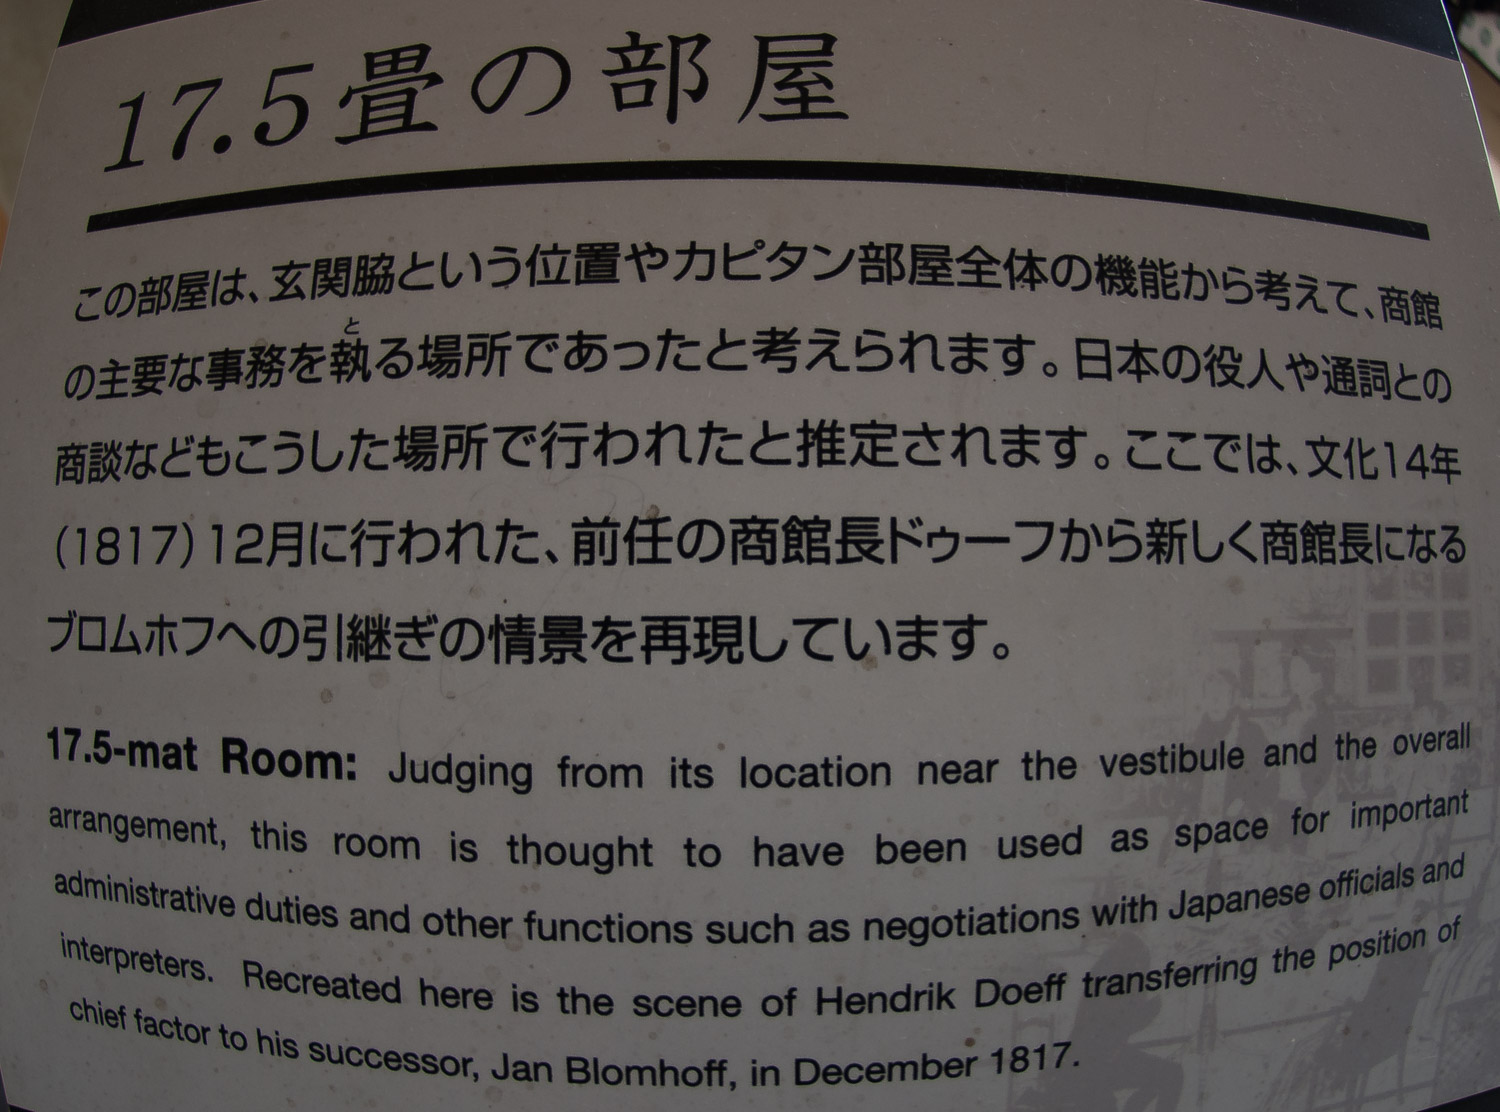 17.5畳の部屋
この部屋は、玄関脇という位置やカピタン部屋全体の機能から考えて、商館
と
の主要な事務を執る場所であったと考えられます。日本の役人や通詞との
商談などもこうした場所で行われたと推定されます。ここでは、文化14年
(1817)12月に行われた、前任の商館長ドゥーフから新しく商館長になる
ブロムホフへの引継ぎの情景を再現しています。
17.5-mat Room: Judging from its location near the vestibule and the overall
arrangement, this room is thought to have been used as space for important
administrative duties and other functions such as negotiations with Japanese officials and
interpreters. Recreated here is the scene of Hendrik Doeff transferring the position of
chief factor to his successor, Jan Blomhoff, in December 1817.